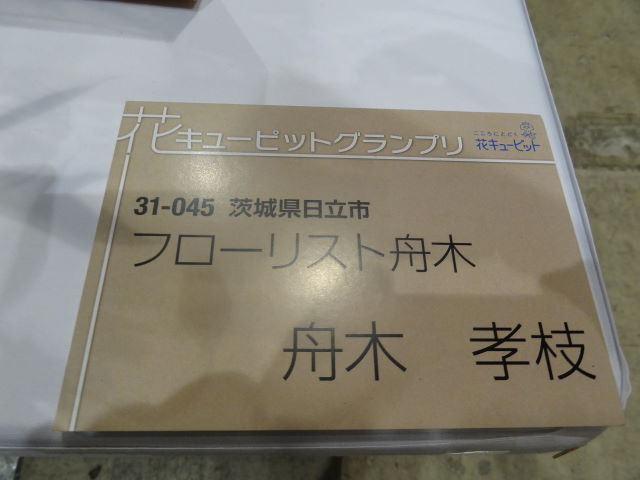 花キューピットグランプリ
こころにとどく
花キューピット
31-045 茨城県日立市
フローリスト舟木
舟木 孝枝